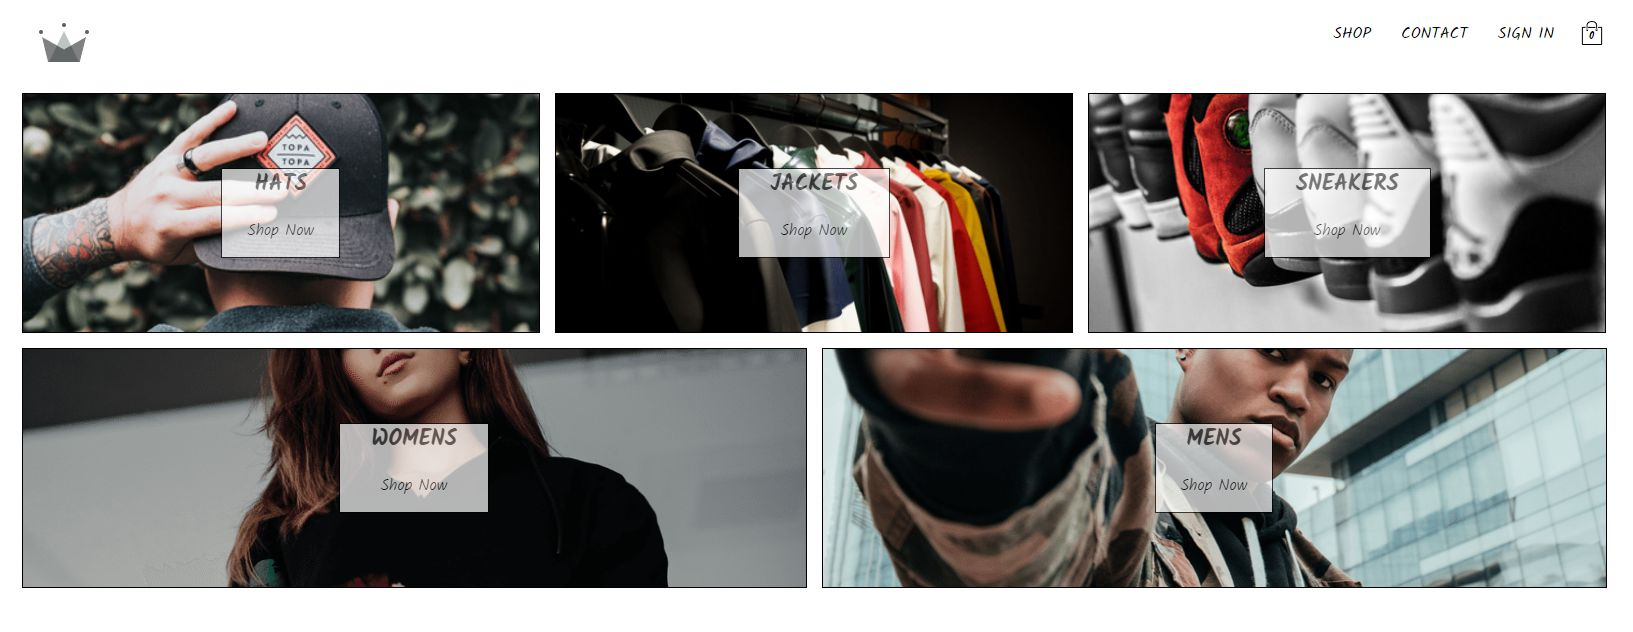 SHOP CONTACT SIGN IN 0
TOPA
TOPA
HATS
Shop Now
JACKETS
Shop Now
SNEAKERS
Shop Now
WOMENS
Shop Now
MENS
Shop Now